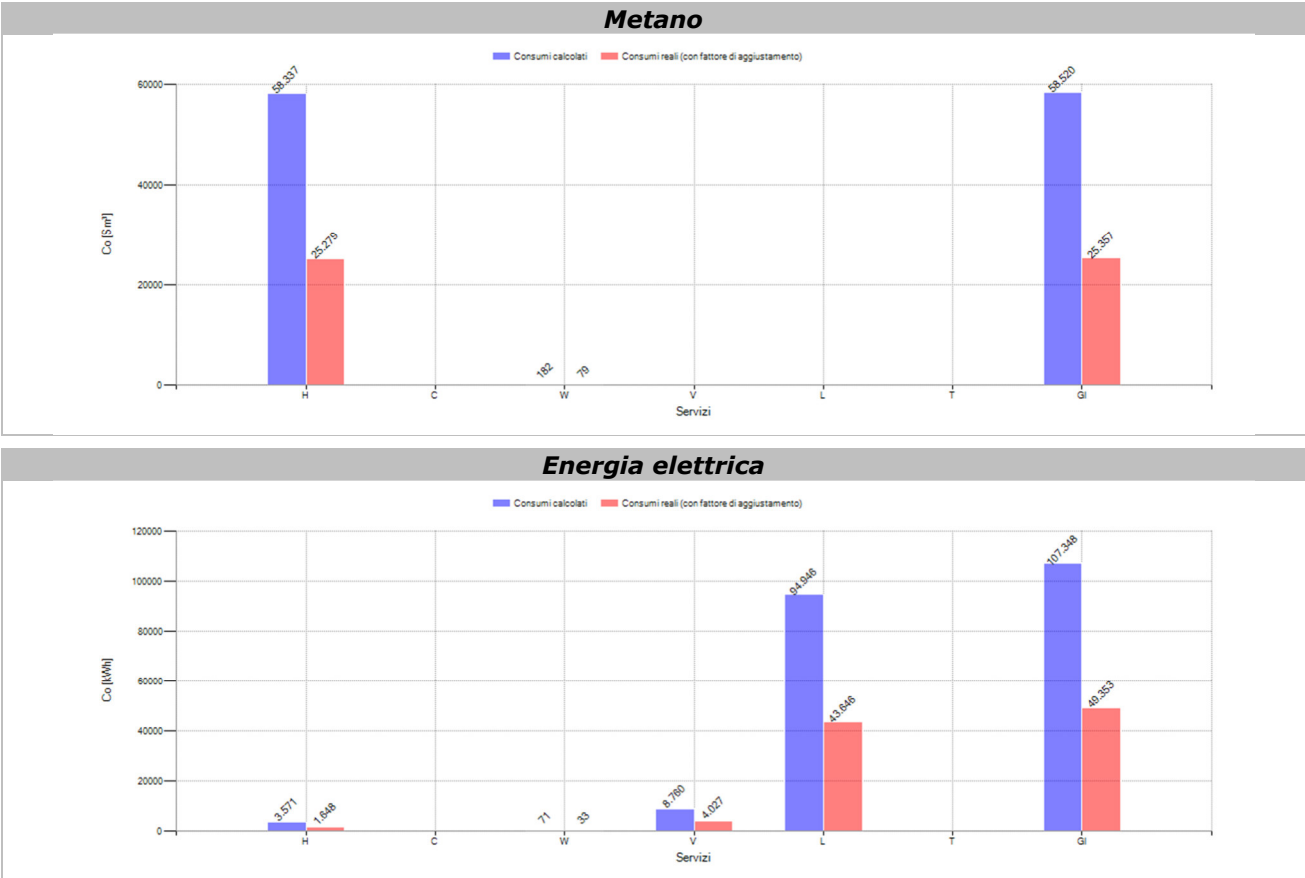 Metano
Consumi calcolati Consumi reali (con fattore di aggiustamento)
60000
40000
20000
0
Co [Sm³]
58.337
25.279
182
79
58.520
25.357
H C W V L T Gl
Servizi
Energia elettrica
Consumi calcolati Consumi reali (con fattore di aggiustamento)
120000
100000
80000
60000
40000
20000
0
Co [kWh]
3.571
1.648
71
33
8.760
4.027
94.946
43.646
107.348
49.353
H C W V L T Gl
Servizi